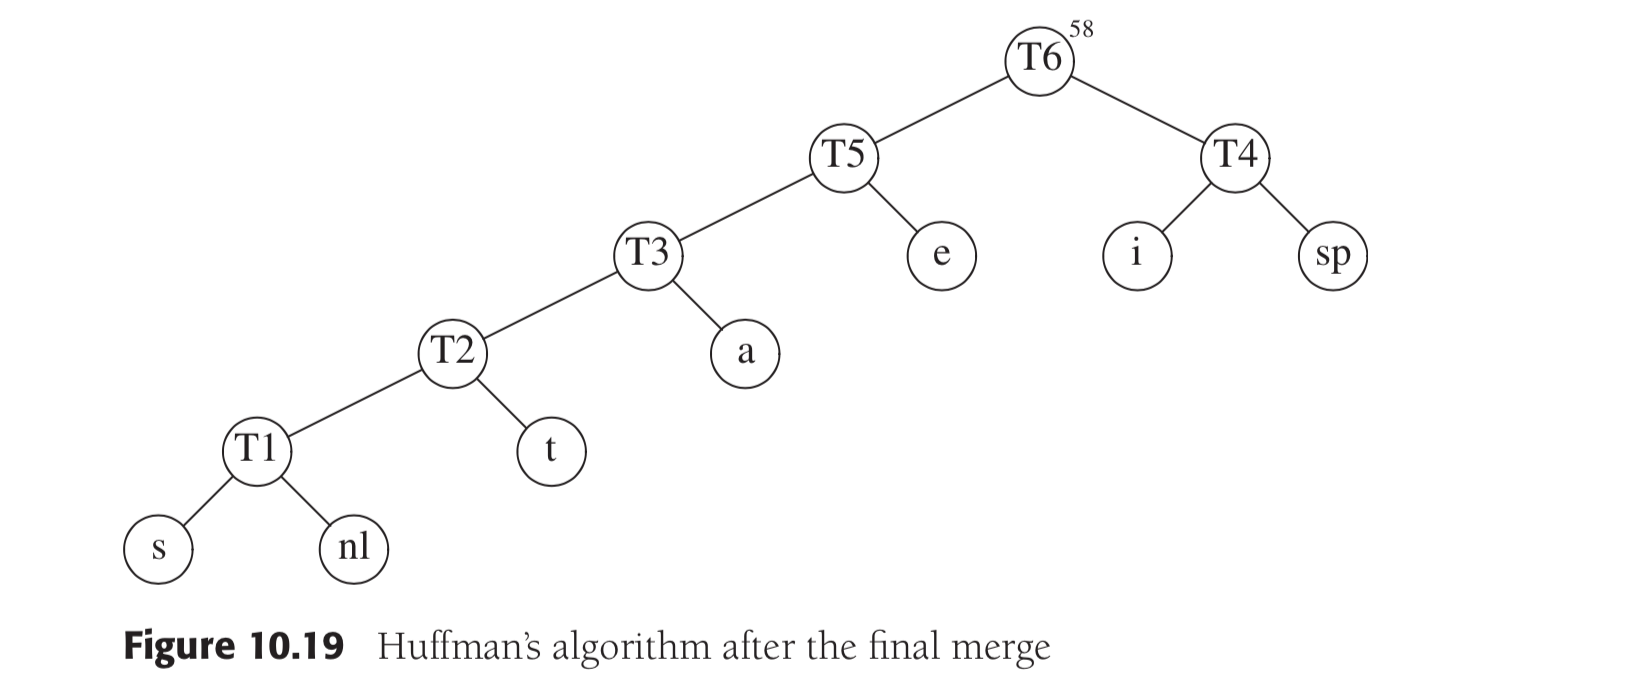 58
T6
T5
T4
T3
e
i
sp
T2
a
T1
t
s
nl
Figure 10.19 Huffman's algorithm after the final merge